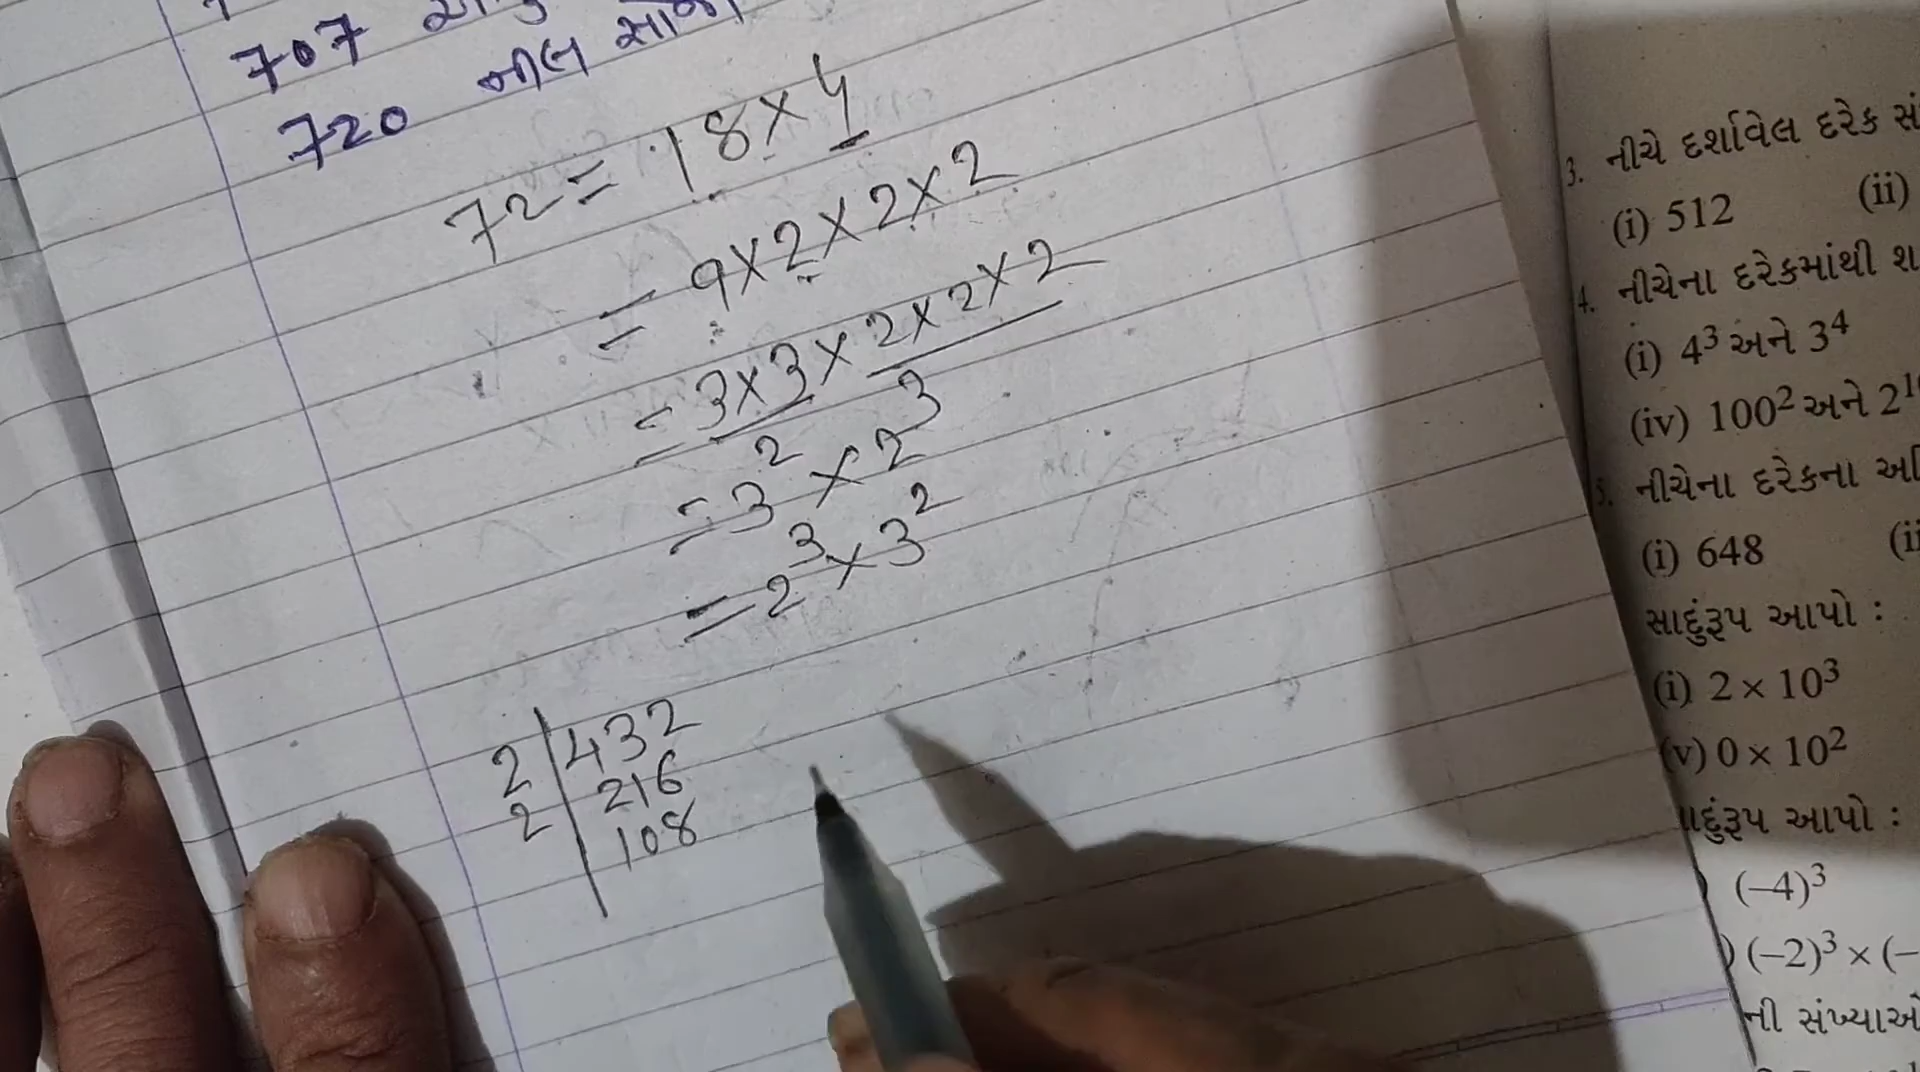 707
720 નીલ
72 = 18 × 4
= 9 × 2 × 2 × 2
= 3 × 3 × 2 × 2 × 2
= 3² × 2³
= 2³ × 3²
2 | 432
2 | 216
108
3. નીચે દર્શાવેલ દરેક
(i) 512 (ii)
4. નીચેના દરેકમાંથી
(i) 4³ અને 3⁴
(iv) 100² અને
5. નીચેના દરેકના
(i) 648
સાદુંરૂપ આપો :
(i) 2 × 10³
(v) 0 × 10²
આપો :
(–4)³
(–2)³ × (–